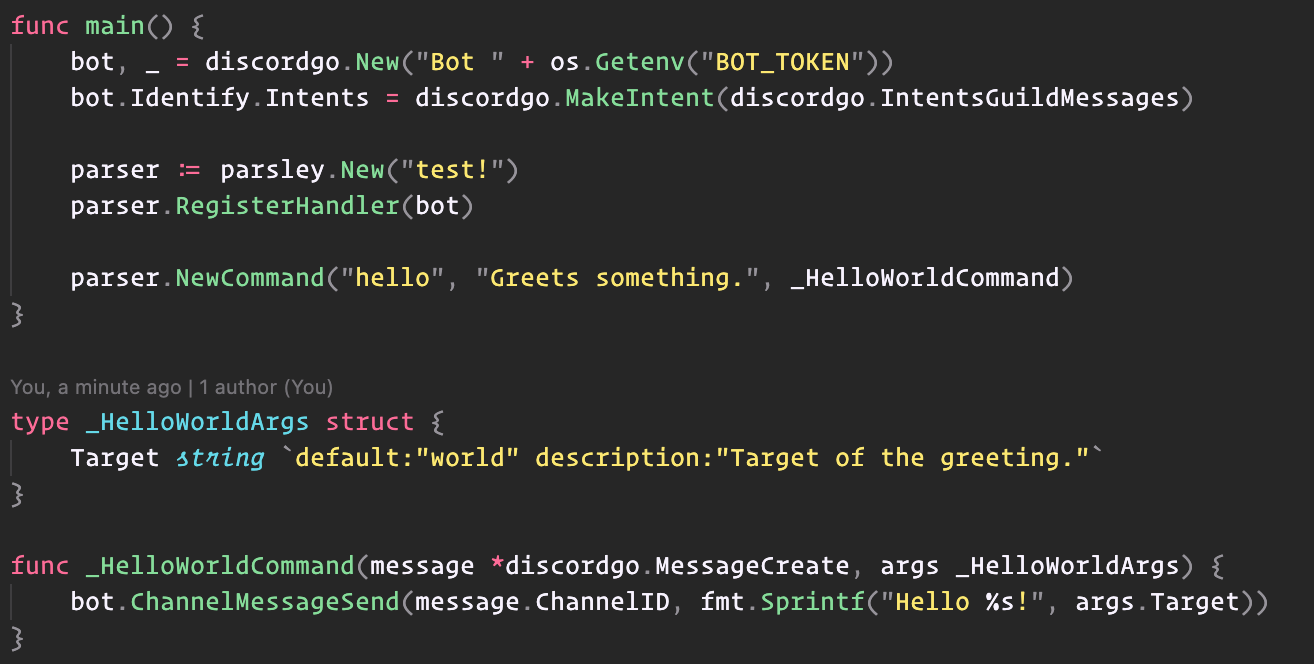 func main() {
    bot, _ = discordgo.New("Bot " + os.Getenv("BOT_TOKEN"))
    bot.Identify.Intents = discordgo.MakeIntent(discordgo.IntentsGuildMessages)

    parser := parsley.New("test!")
    parser.RegisterHandler(bot)

    parser.NewCommand("hello", "Greets something.", _HelloWorldCommand)
}

You, a minute ago | 1 author (You)
type _HelloWorldArgs struct {
    Target string `default:"world" description:"Target of the greeting."`
}

func _HelloWorldCommand(message *discordgo.MessageCreate, args _HelloWorldArgs) {
    bot.ChannelMessageSend(message.ChannelID, fmt.Sprintf("Hello %s!", args.Target))
}